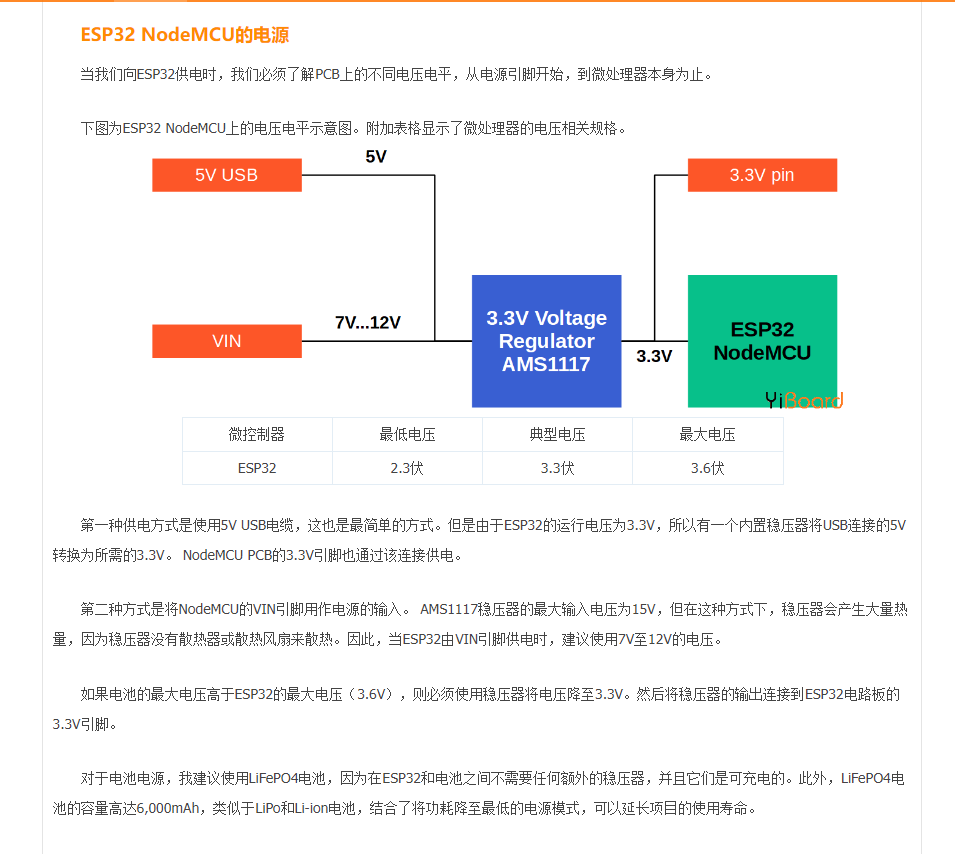 ESP32 NodeMCU的电源
当我们向ESP32供电时，我们必须了解PCB上的不同电压电平，从电源引脚开始，到微处理器本身为止。
下图为ESP32 NodeMCU上的电压电平示意图。附加表格显示了微处理器的电压相关规格。
5V
5V USB
3.3V pin
7V...12V
VIN
3.3V Voltage
Regulator
AMS1117
3.3V
ESP32
NodeMCU
YiBoard
微控制器 最低电压 典型电压 最大电压
ESP32 2.3伏 3.3伏 3.6伏
第一种供电方式是使用5V USB电缆，这也是最简单的方式。但是由于ESP32的运行电压为3.3V，所以有一个内置稳压器将USB连接的5V
转换为所需的3.3V。 NodeMCU PCB的3.3V引脚也通过该连接供电。
第二种方式是将NodeMCU的VIN引脚用作电源的输入。 AMS1117稳压器的最大输入电压为15V，但在这种方式下，稳压器会产生大量热
量，因为稳压器没有散热器或散热风扇来散热。因此，当ESP32由VIN引脚供电时，建议使用7V至12V的电压。
如果电池的最大电压高于ESP32的最大电压（3.6V），则必须使用稳压器将电压降至3.3V。然后将稳压器的输出连接到ESP32电路板的
3.3V引脚。
对于电池电源，我建议使用LiFePO4电池，因为在ESP32和电池之间不需要任何额外的稳压器，并且它们是可充电的。此外，LiFePO4电
池的容量高达6,000mAh，类似于LiPo和Li-ion电池，结合了将功耗降至最低的电源模式，可以延长项目的使用寿命。